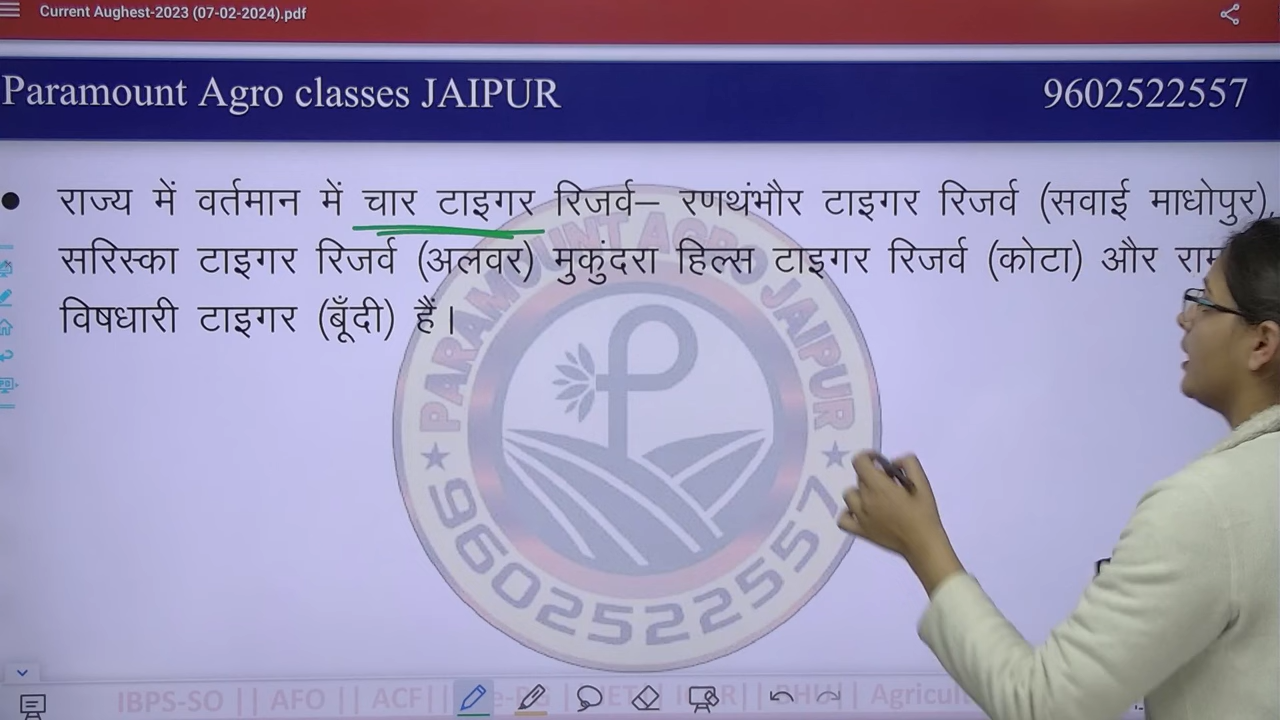 Current Aughest-2023 (07-02-2024).pdf
Paramount Agro classes JAIPUR 9602522557
राज्य में वर्तमान में चार टाइगर रिजर्व– रणथंभौर टाइगर रिजर्व (सवाई माधोपुर),
सरिस्का टाइगर रिजर्व (अलवर) मुकुंदरा हिल्स टाइगर रिजर्व (कोटा) और
विषधारी टाइगर (बूँदी) हैं।
PARAMOUNT AGRO JAIPUR
9602522557
IBPS-SO || AFO || ACF||